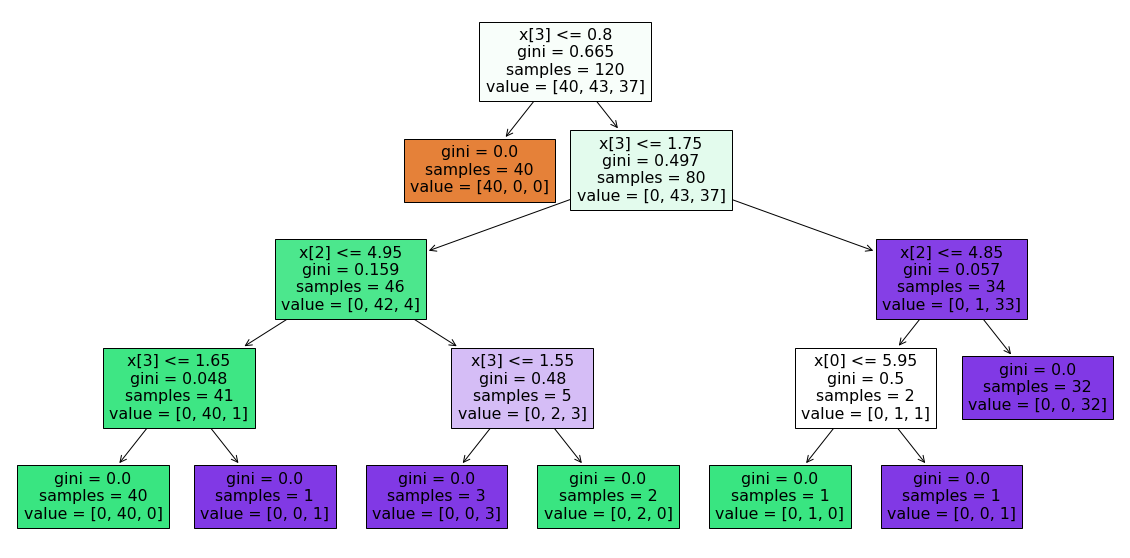 x[3] <= 0.8
gini = 0.665
samples = 120
value = [40, 43, 37]
gini = 0.0
samples = 40
value = [40, 0, 0]
x[3] <= 1.75
gini = 0.497
samples = 80
value = [0, 43, 37]
x[2] <= 4.95
gini = 0.159
samples = 46
value = [0, 42, 4]
x[2] <= 4.85
gini = 0.057
samples = 34
value = [0, 1, 33]
x[3] <= 1.65
gini = 0.048
samples = 41
value = [0, 40, 1]
x[3] <= 1.55
gini = 0.48
samples = 5
value = [0, 2, 3]
x[0] <= 5.95
gini = 0.5
samples = 2
value = [0, 1, 1]
gini = 0.0
samples = 32
value = [0, 0, 32]
gini = 0.0
samples = 40
value = [0, 40, 0]
gini = 0.0
samples = 1
value = [0, 0, 1]
gini = 0.0
samples = 3
value = [0, 0, 3]
gini = 0.0
samples = 2
value = [0, 2, 0]
gini = 0.0
samples = 1
value = [0, 1, 0]
gini = 0.0
samples = 1
value = [0, 0, 1]